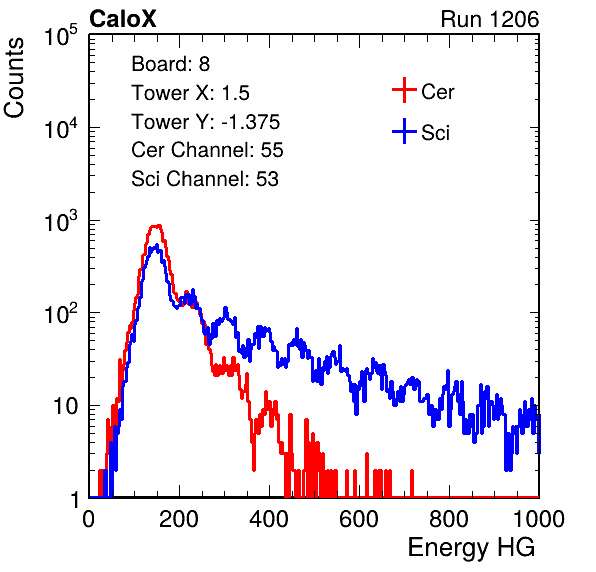 CaloX Run 1206
Counts
Board: 8
Tower X: 1.5
Tower Y: -1.375
Cer Channel: 55
Sci Channel: 53
Cer
Sci
10^5
10^4
10^3
10^2
10
1
0 200 400 600 800 1000
Energy HG